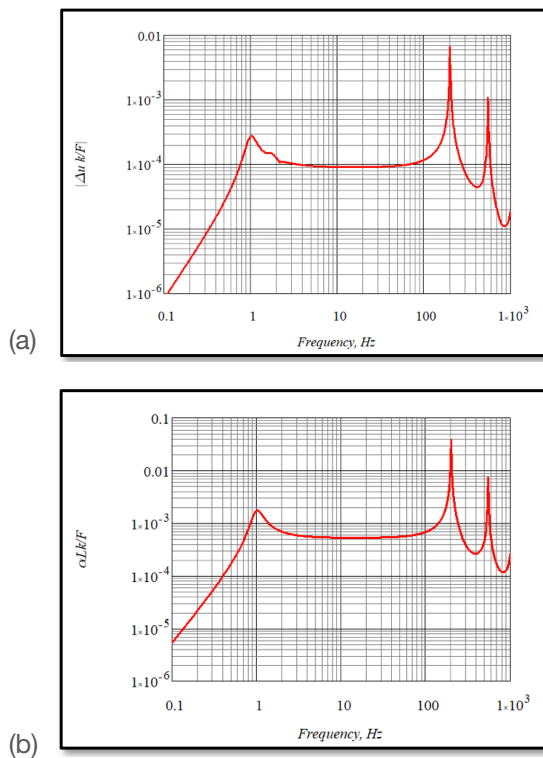 0.01
1×10⁻³
1×10⁻⁴
1×10⁻⁵
1×10⁻⁶
|Δu k/F|
0.1 1 10 100 1×10³
Frequency, Hz
(a)
0.1
0.01
1×10⁻³
1×10⁻⁴
1×10⁻⁵
1×10⁻⁶
αLk/F
0.1 1 10 100 1×10³
Frequency, Hz
(b)